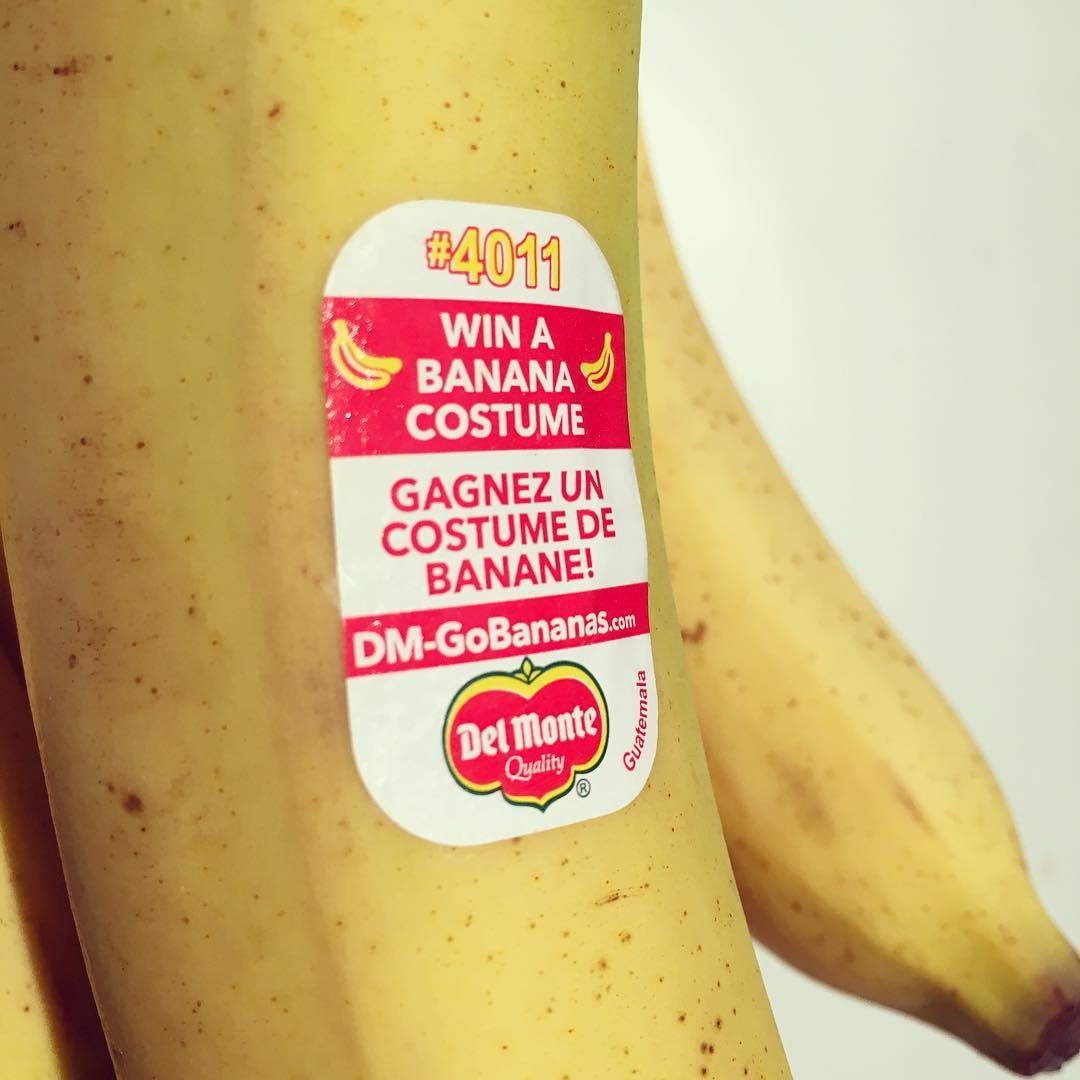 #4011
WIN A
BANANA
COSTUME
GAGNEZ UN
COSTUME DE
BANANE!
DM-GoBananas.com
Del Monte
Quality
®
Guatemala